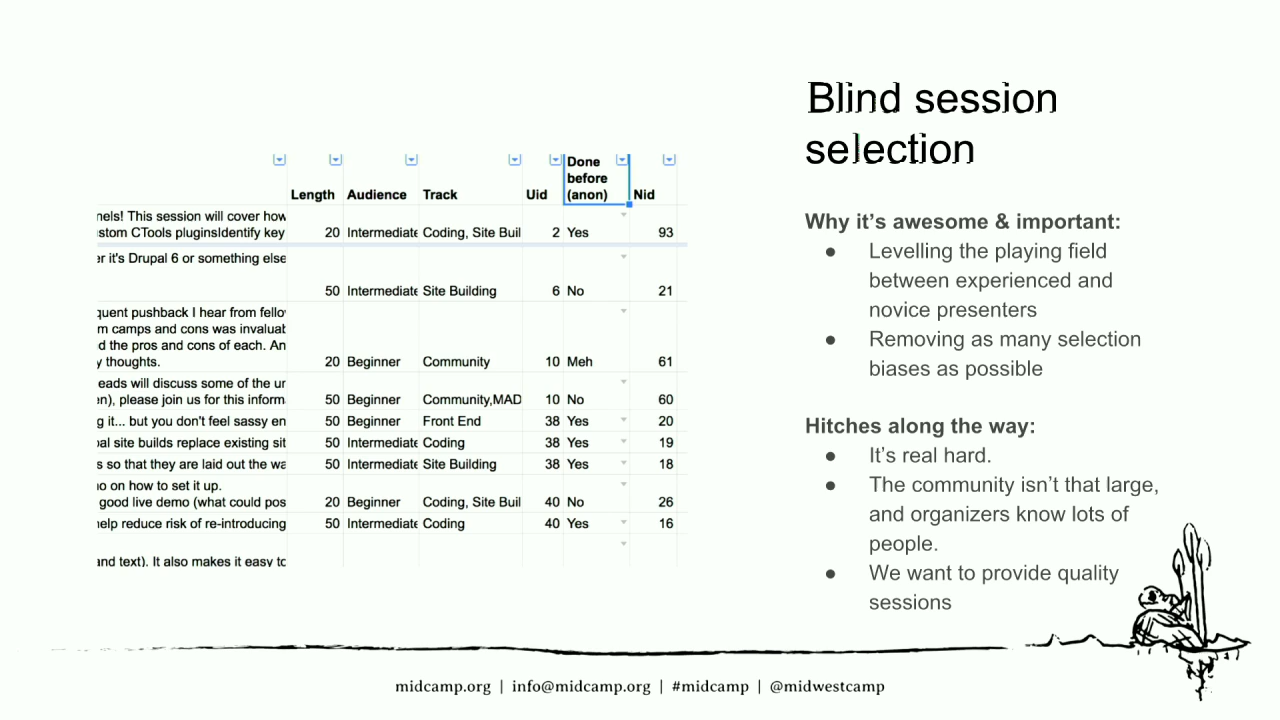 Blind session
selection
Done
before
(anon)
Length Audience Track Uid Nid
nels! This session will cover how
stom CTools pluginsIdentify key 20 Intermediate Coding, Site Buil 2 Yes 93
er it's Drupal 6 or something else
50 Intermediate Site Building 6 No 21
quent pushback I hear from fello
m camps and cons was invaluab
d the pros and cons of each. An
y thoughts. 20 Beginner Community 10 Meh 61
eads will discuss some of the ur
en), please join us for this inform 50 Beginner Community,MAD 10 No 60
g it... but you don't feel sassy en 50 Beginner Front End 38 Yes 20
al site builds replace existing sit 50 Intermediate Coding 38 Yes 19
s so that they are laid out the wa 50 Intermediate Site Building 38 Yes 18
no on how to set it up.
good live demo (what could pos 20 Beginner Coding, Site Buil 40 No 26
help reduce risk of re-introducing 50 Intermediate Coding 40 Yes 16
and text). It also makes it easy to
Why it's awesome & important:
● Levelling the playing field
between experienced and
novice presenters
● Removing as many selection
biases as possible
Hitches along the way:
● It's real hard.
● The community isn't that large,
and organizers know lots of
people.
● We want to provide quality
sessions
midcamp.org | info@midcamp.org | #midcamp | @midwestcamp